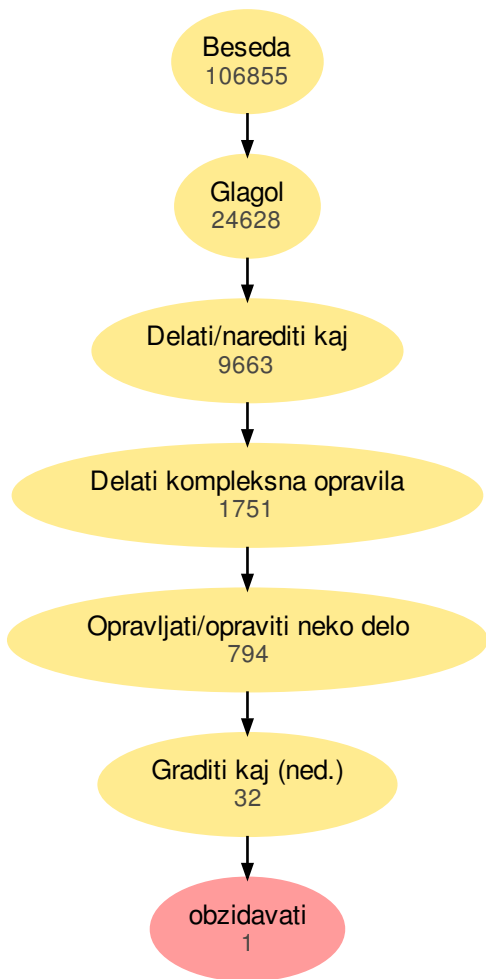 Beseda
106855
Glagol
24628
Delati/narediti kaj
9663
Delati kompleksna opravila
1751
Opravljati/opraviti neko delo
794
Graditi kaj (ned.)
32
obzidavati
1